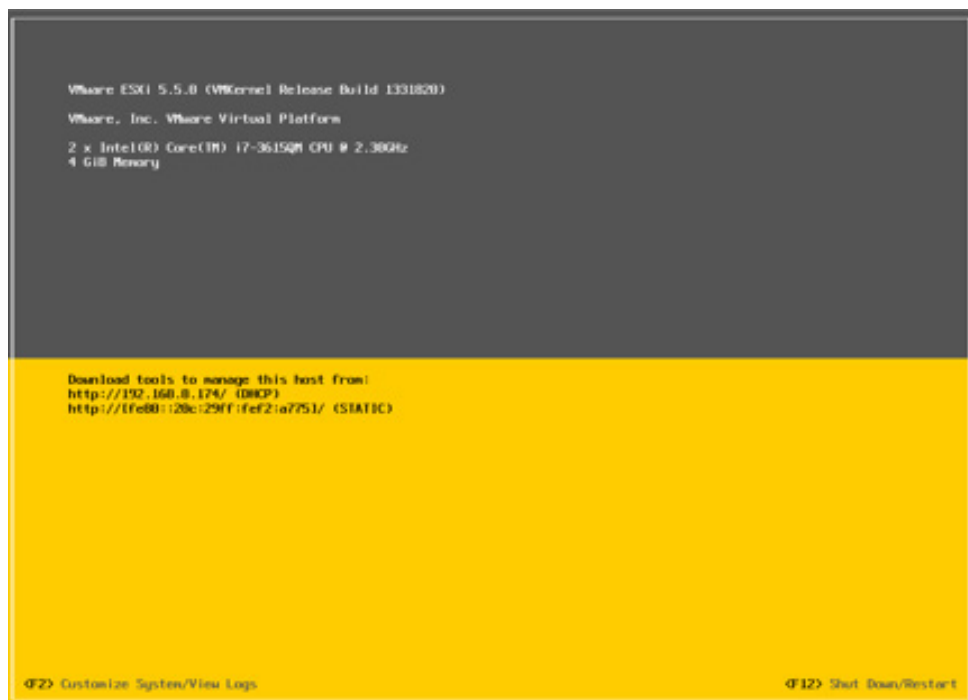 VMware ESXi 5.5.0 (VMKernel Release Build 1331820)
VMware, Inc. VMware Virtual Platform
2 x Intel(R) Core(TM) i7-3615QM CPU @ 2.30GHz
4 GiB Memory
Download tools to manage this host from:
http://192.168.8.174/ (DHCP)
http://[fe80::20c:29ff:fef2:a775]/ (STATIC)
<F2> Customize System/View Logs
<F12> Shut Down/Restart